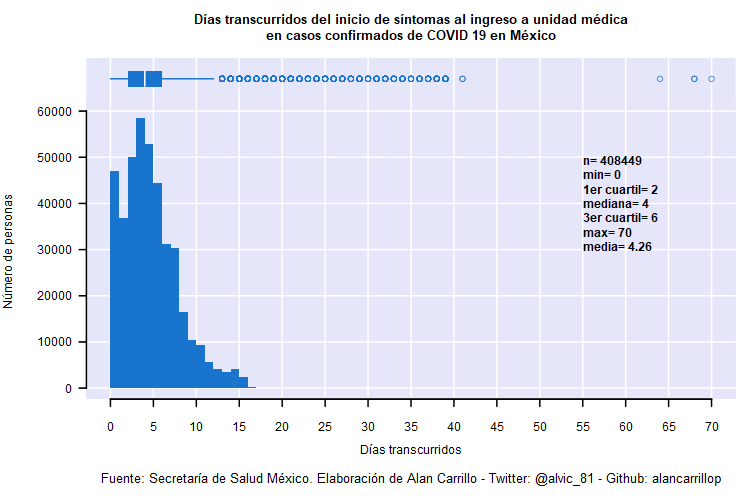 Días transcurridos del inicio de síntomas al ingreso a unidad médica
en casos confirmados de COVID 19 en México
60000
50000
40000
30000
20000
10000
0
Número de personas
n= 408449
min= 0
1er cuartil= 2
mediana= 4
3er cuartil= 6
max= 70
media= 4.26
0 5 10 15 20 25 30 35 40 45 50 55 60 65 70
Días transcurridos
Fuente: Secretaría de Salud México. Elaboración de Alan Carrillo - Twitter: @alvic_81 - Github: alancarrillop